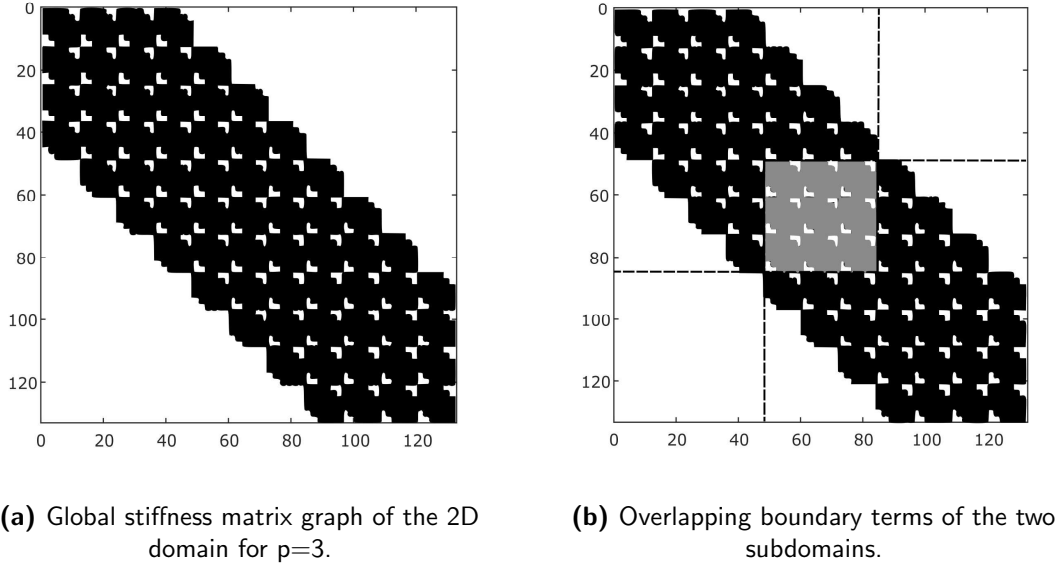 0
20
40
60
80
100
120
0 20 40 60 80 100 120
0
20
40
60
80
100
120
0 20 40 60 80 100 120
(a) Global stiffness matrix graph of the 2D
domain for p=3.
(b) Overlapping boundary terms of the two
subdomains.